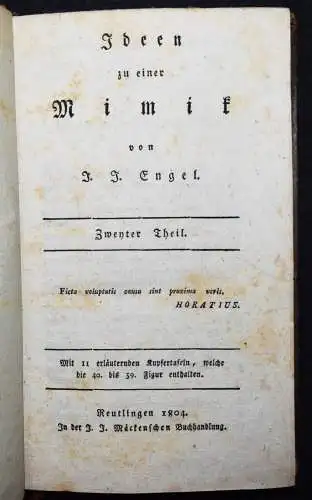 Ideen
zu einer
Mimik
von
J. J. Engel.
Zweyter Theil.
Ficta voluptatis causa sint proxima veris.
HORATIUS.
Mit 11 erläuternden Kupfertafeln, welche
die 40. bis 59. Figur enthalten.
Reutlingen 1804.
In der J. J. Mäckenschen Buchhandlung.